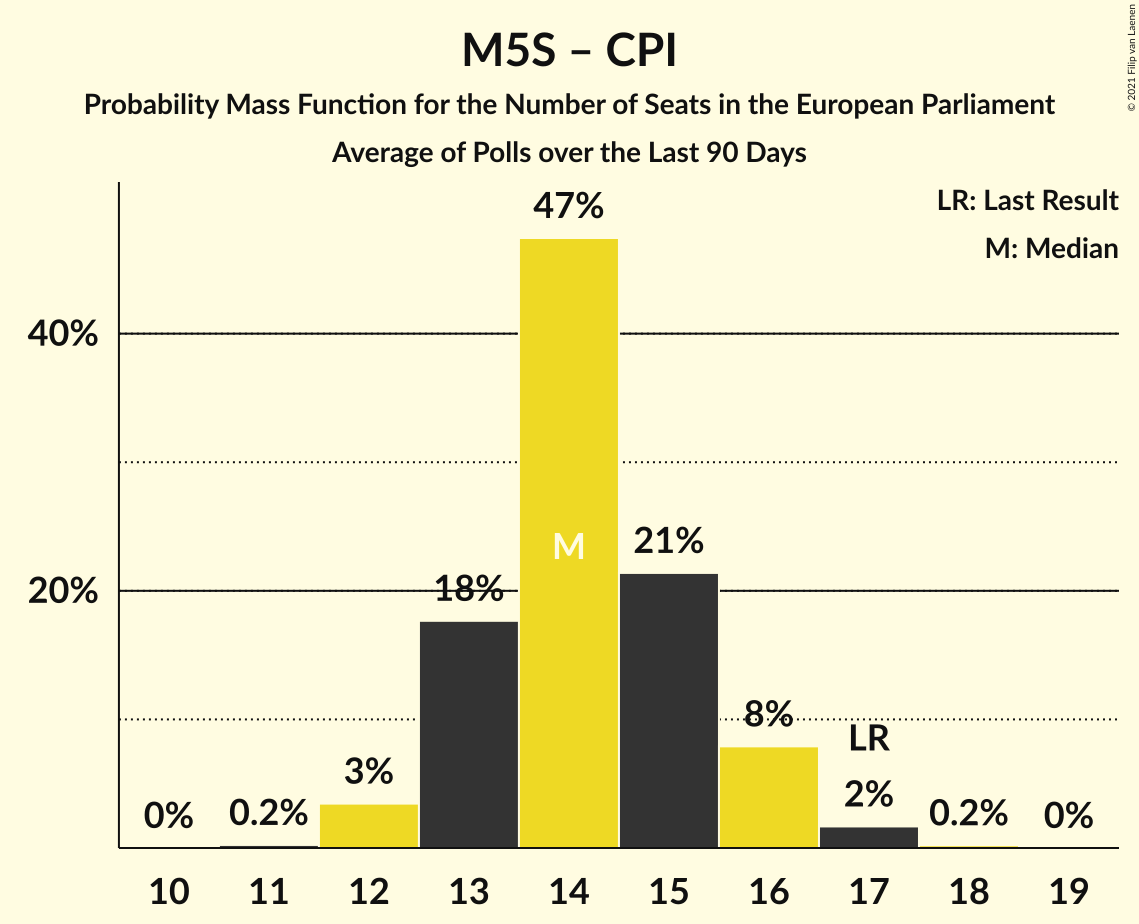 M5S – CPI
Probability Mass Function for the Number of Seats in the European Parliament
Average of Polls over the Last 90 Days
© 2021 Filip van Laenen
LR: Last Result
M: Median
47%
40%
M
21%
20%
18%
8%
LR
3%
2%
0%
0.2%
0.2%
0%
10 11 12 13 14 15 16 17 18 19